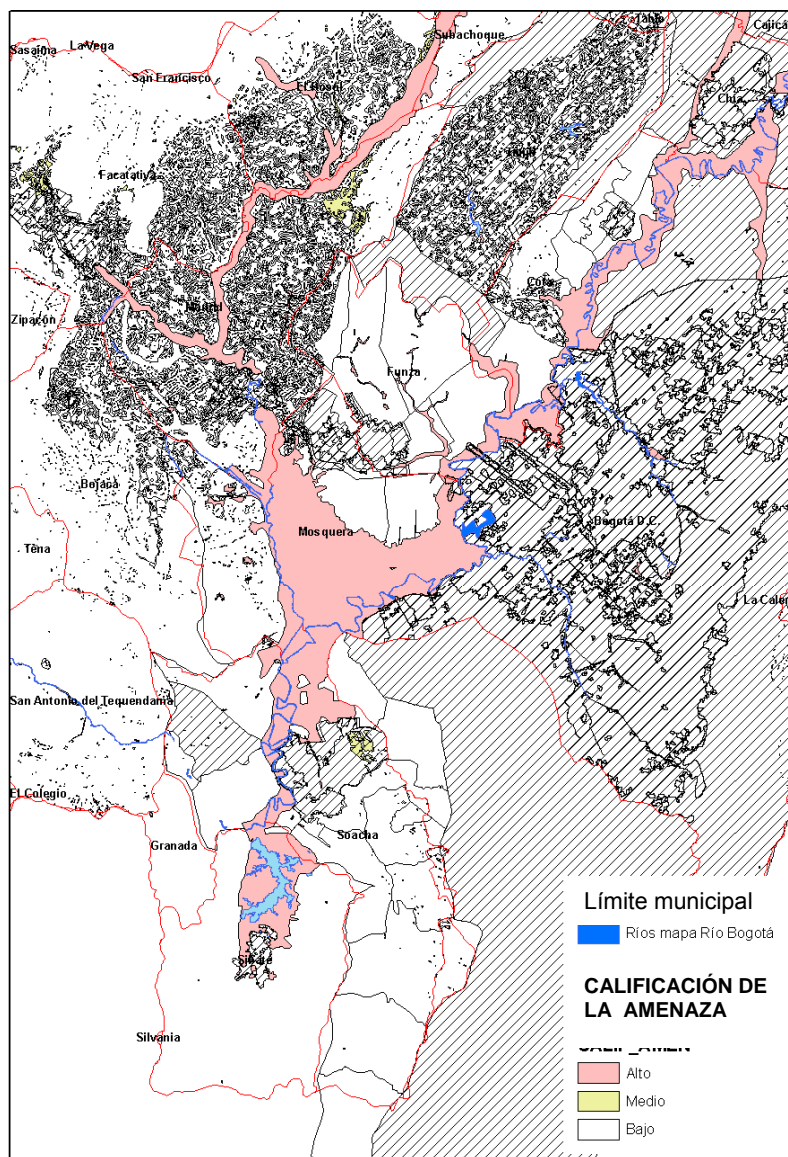 Tabio
Cajicá
Subachoque
La Vega
Sasaima
San Francisco
El Rosal
Chía
Facatativá
Cota
Zipacón
Madrid
Funza
Bojacá
Mosquera
Bogotá D.C.
Tena
La Caler
San Antonio del Tequendama
El Colegio
Granada
Soacha
Sibaté
Silvania
Límite municipal
Ríos mapa Río Bogotá
CALIFICACIÓN DE
LA AMENAZA
CALIF_AMEN
Alto
Medio
Bajo